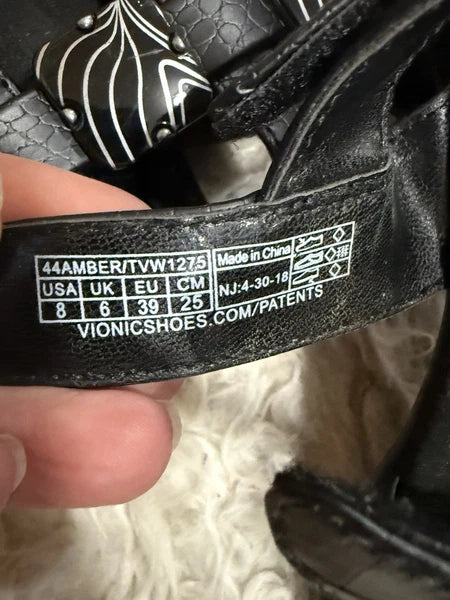 44AMBER/TVW1275
USA UK EU CM
8 6 39 25
Made in China
NJ:4-30-18
VIONICSHOES.COM/PATENTS